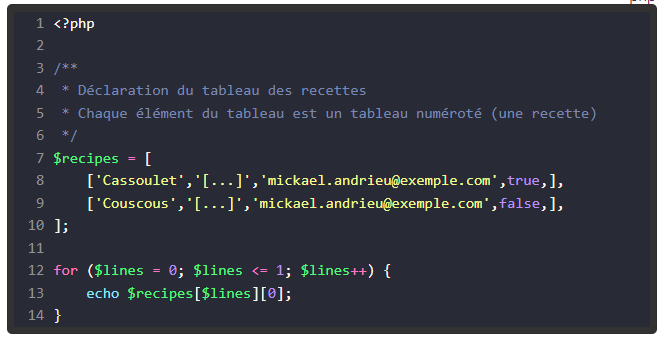 1 <?php
2
3 /**
4 * Déclaration du tableau des recettes
5 * Chaque élément du tableau est un tableau numéroté (une recette)
6 */
7 $recipes = [
8 ['Cassoulet','[...]','mickael.andrieu@exemple.com',true,],
9 ['Couscous','[...]','mickael.andrieu@exemple.com',false,],
10 ];
11
12 for ($lines = 0; $lines <= 1; $lines++) {
13 echo $recipes[$lines][0];
14 }